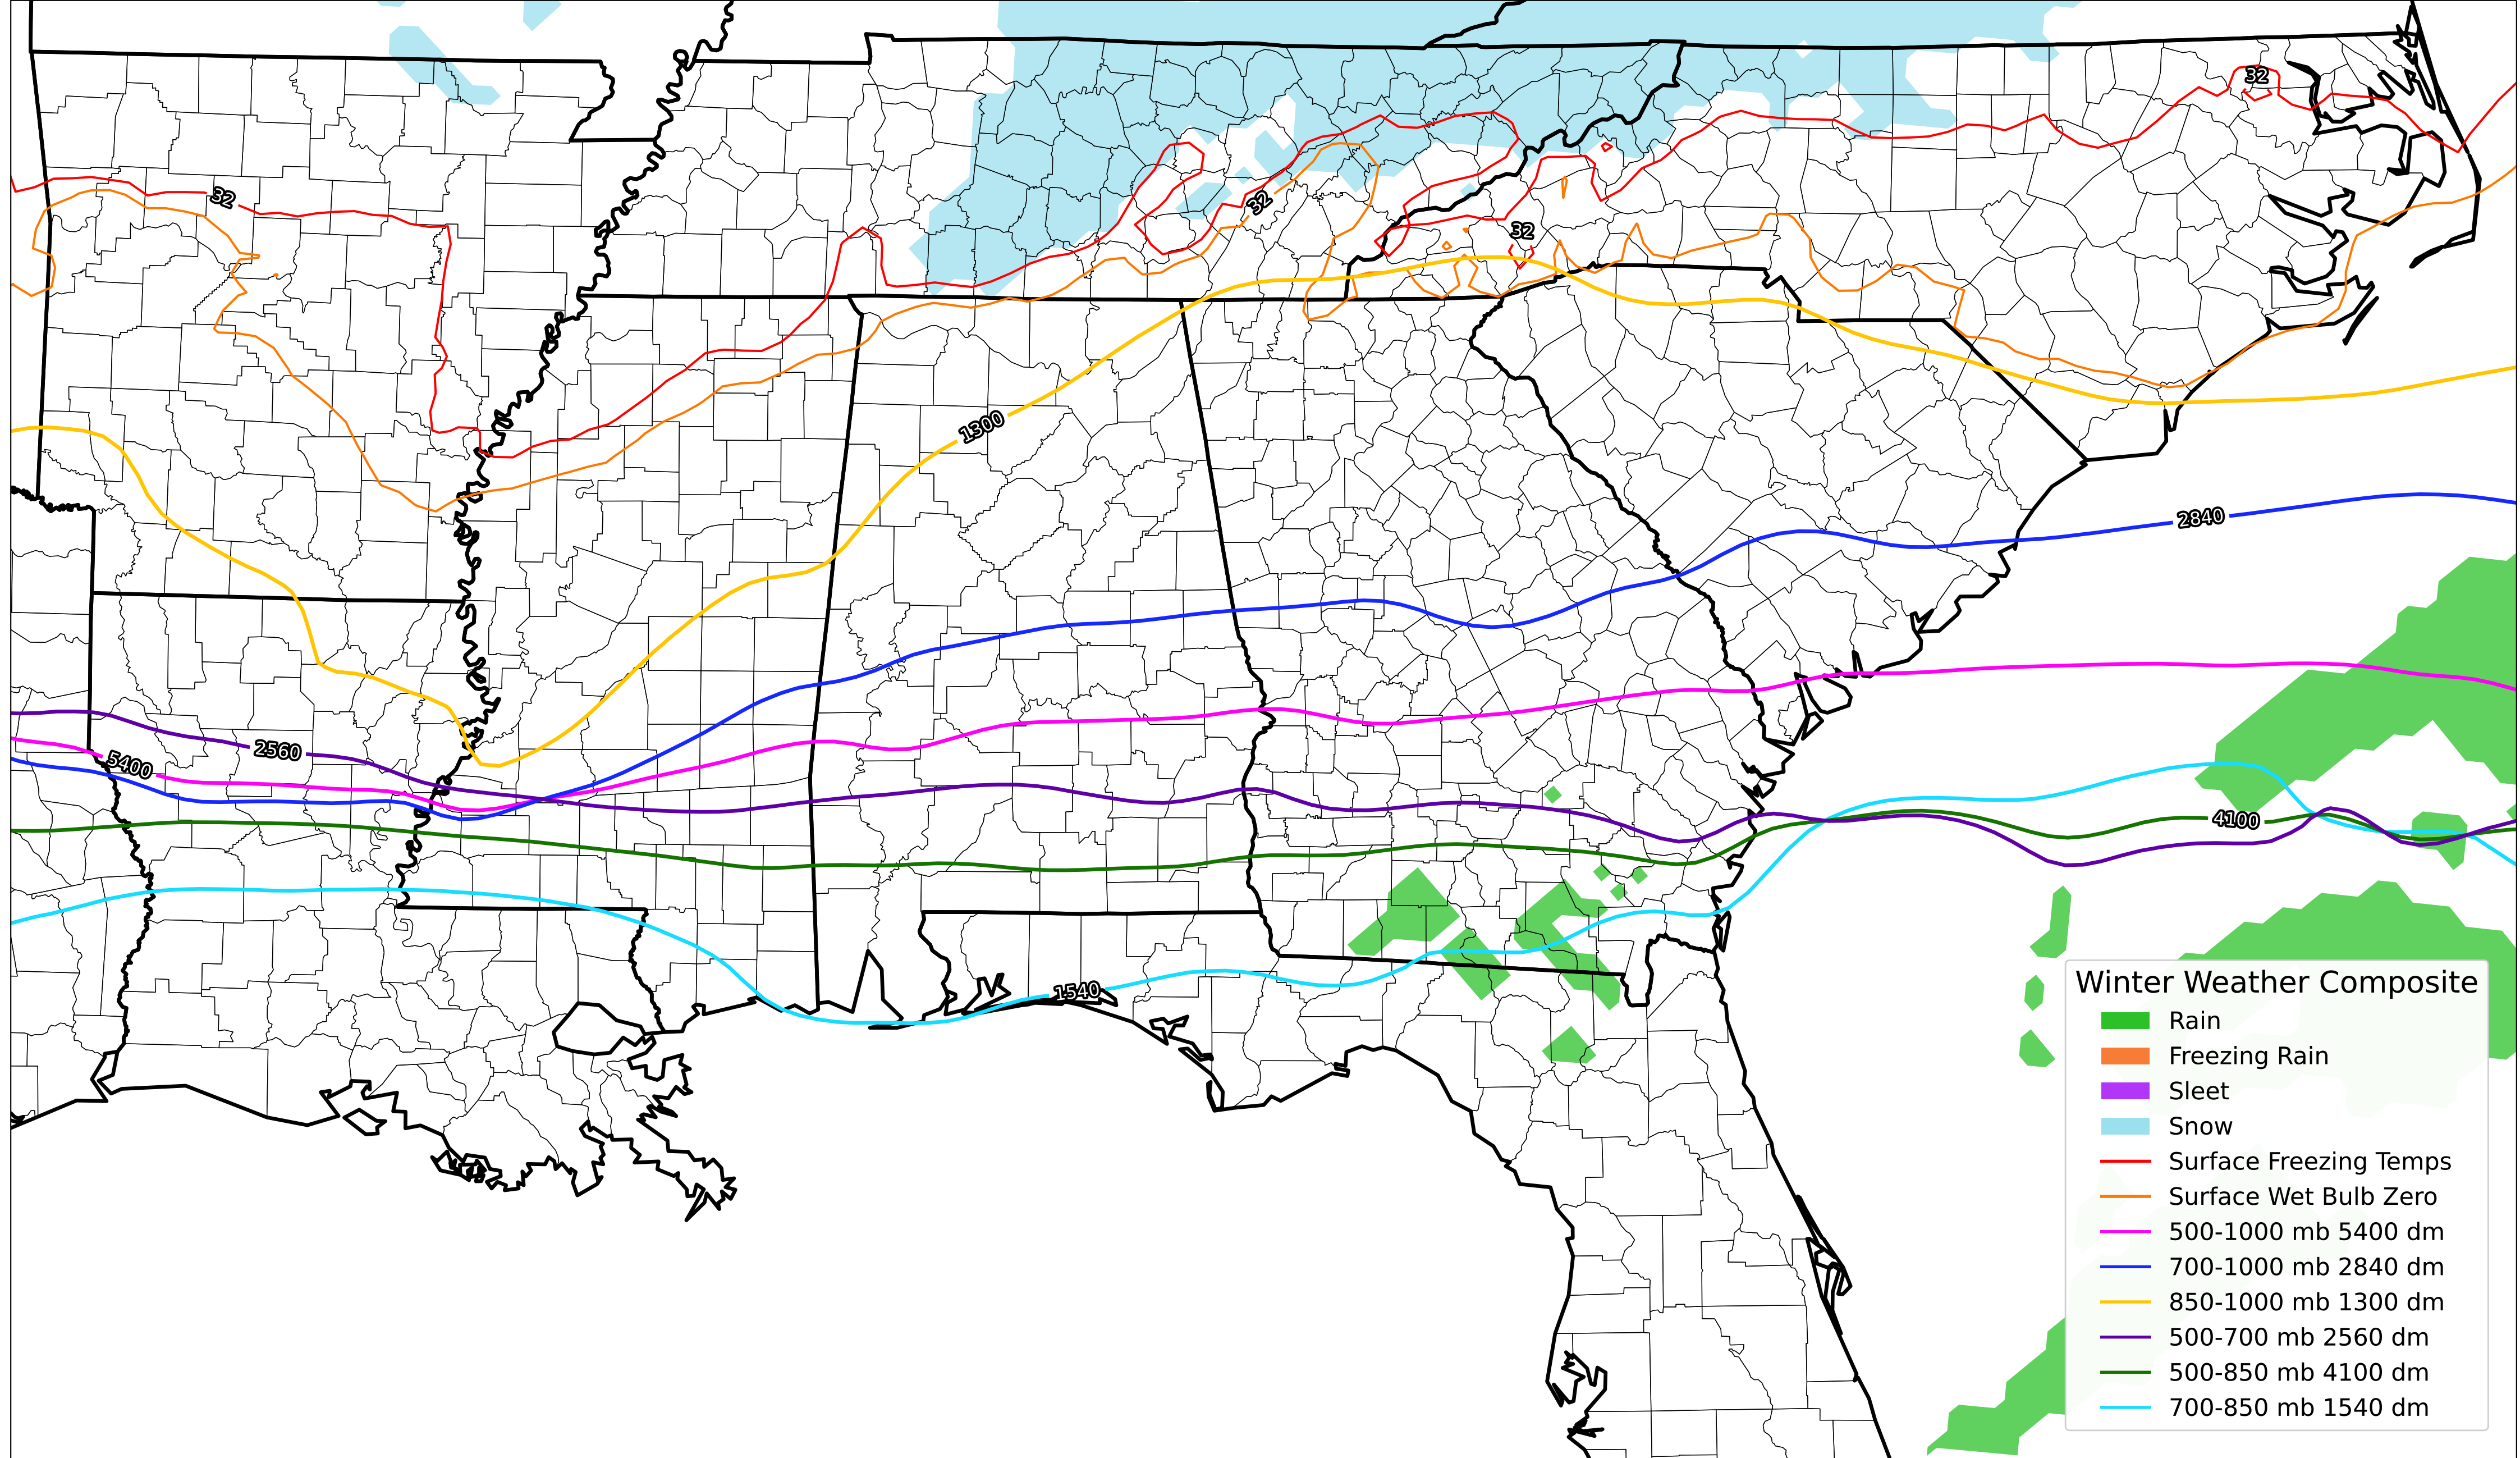 32
32
32
32
1300
2840
2560
5400
4100
1540
Winter Weather Composite
Rain
Freezing Rain
Sleet
Snow
Surface Freezing Temps
Surface Wet Bulb Zero
500-1000 mb 5400 dm
700-1000 mb 2840 dm
850-1000 mb 1300 dm
500-700 mb 2560 dm
500-850 mb 4100 dm
700-850 mb 1540 dm